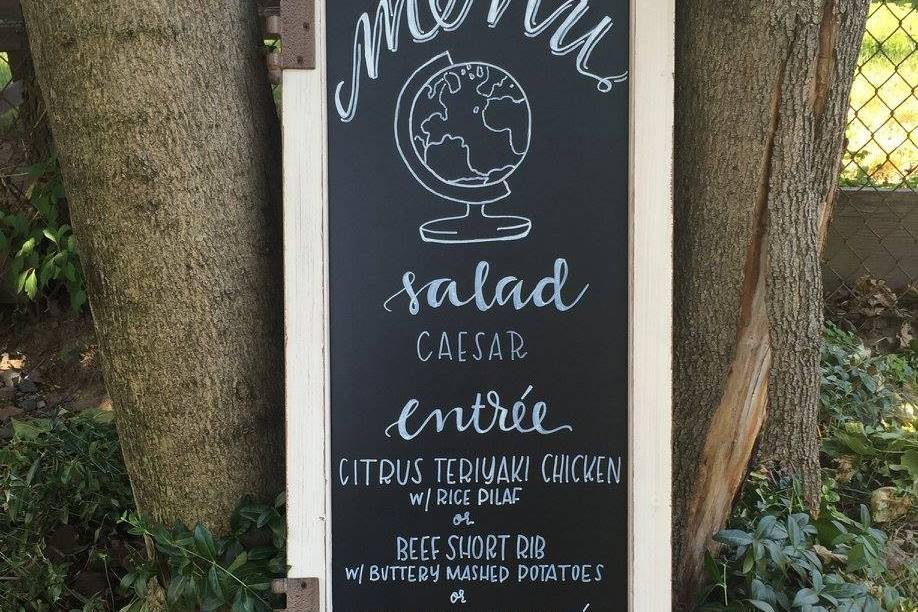 menu
salad
CAESAR
entrée
CITRUS TERIYAKI CHICKEN
W/ RICE PILAF
or
BEEF SHORT RIB
W/ BUTTERY MASHED POTATOES
or